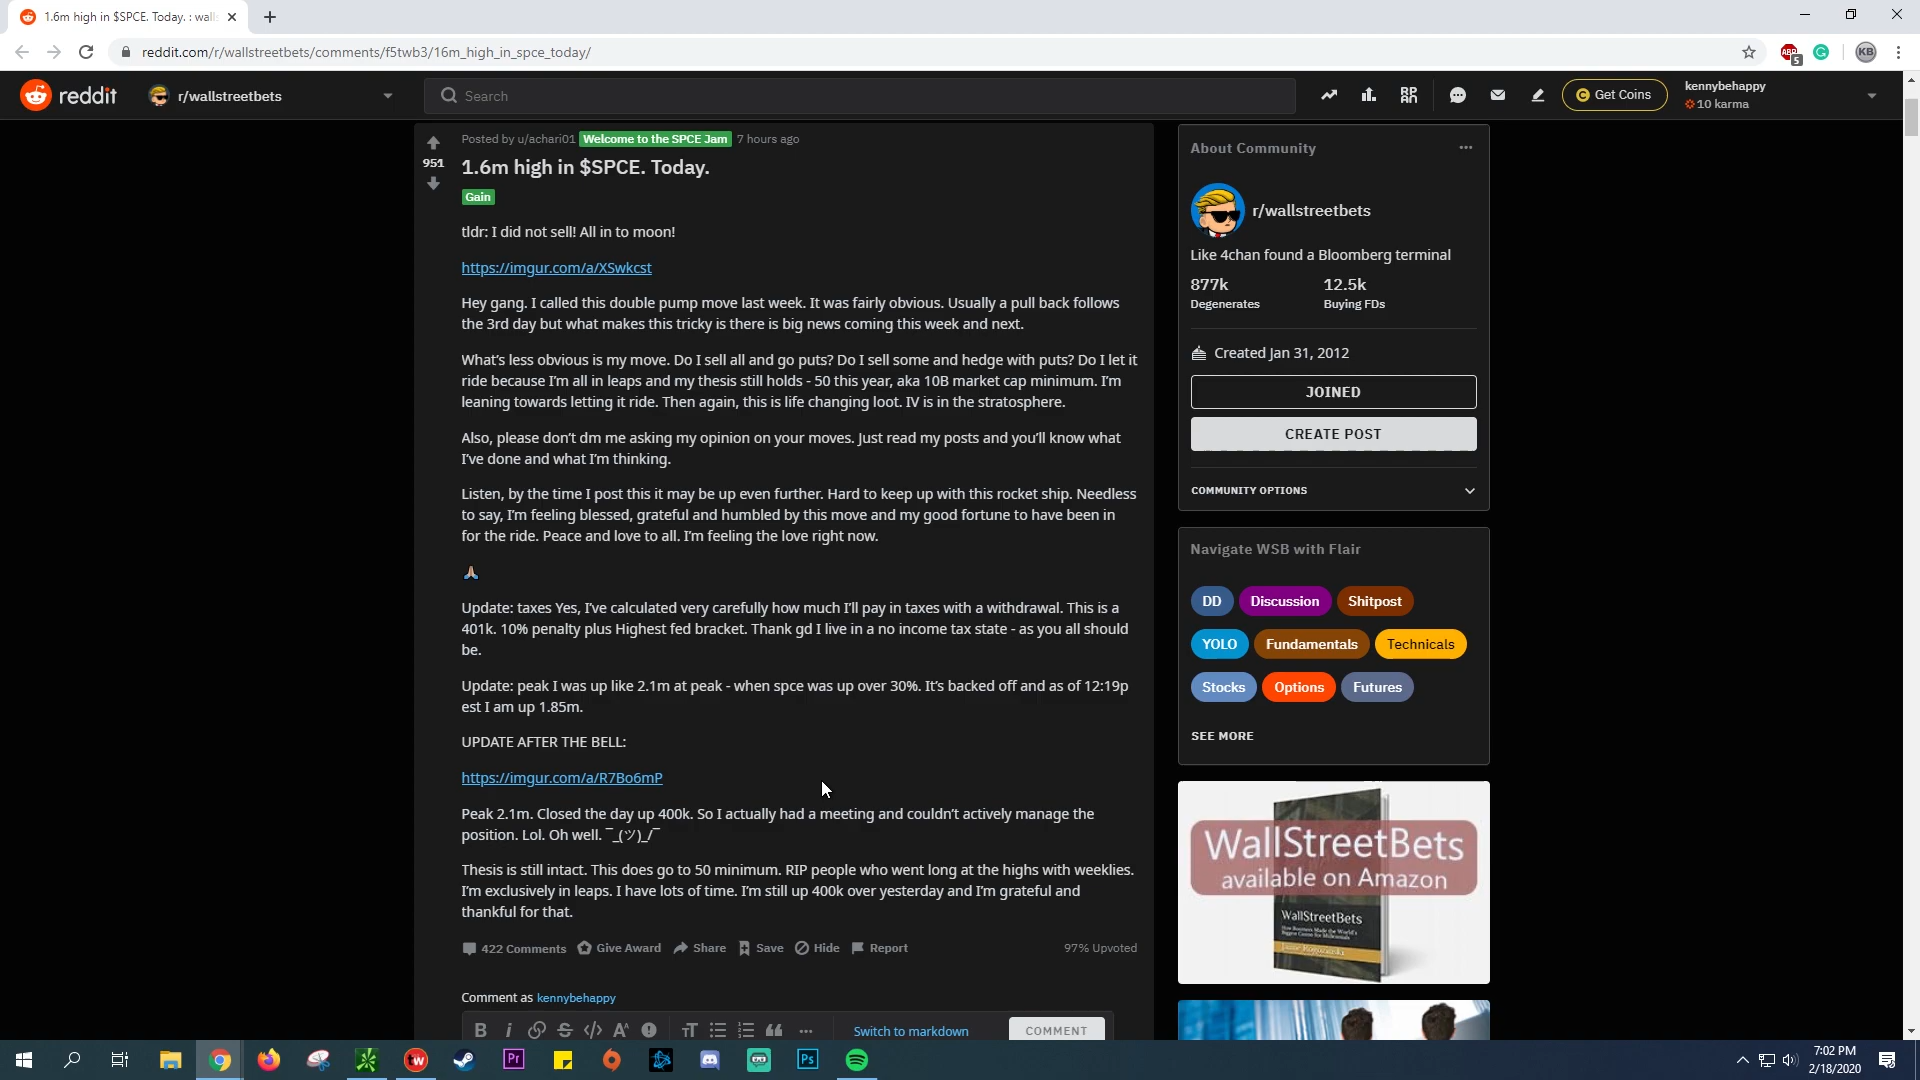 1.6m high in $SPCE. Today. : walls
reddit.com/r/wallstreetbets/comments/f5twb3/16m_high_in_spce_today/
ABP
5
KB
reddit
r/wallstreetbets
Search
Get Coins
kennybehappy
10 karma
Posted by u/achari01 Welcome to the SPCE Jam 7 hours ago
951
1.6m high in $SPCE. Today.
Gain
tldr: I did not sell! All in to moon!
https://imgur.com/a/XSwkcst
Hey gang. I called this double pump move last week. It was fairly obvious. Usually a pull back follows
the 3rd day but what makes this tricky is there is big news coming this week and next.
What's less obvious is my move. Do I sell all and go puts? Do I sell some and hedge with puts? Do I let it
ride because I'm all in leaps and my thesis still holds - 50 this year, aka 10B market cap minimum. I'm
leaning towards letting it ride. Then again, this is life changing loot. IV is in the stratosphere.
Also, please don't dm me asking my opinion on your moves. Just read my posts and you'll know what
I've done and what I'm thinking.
Listen, by the time I post this it may be up even further. Hard to keep up with this rocket ship. Needless
to say, I'm feeling blessed, grateful and humbled by this move and my good fortune to have been in
for the ride. Peace and love to all. I'm feeling the love right now.
🙏🏽
Update: taxes Yes, I've calculated very carefully how much I'll pay in taxes with a withdrawal. This is a
401k. 10% penalty plus Highest fed bracket. Thank gd I live in a no income tax state - as you all should
be.
Update: peak I was up like 2.1m at peak - when spce was up over 30%. It's backed off and as of 12:19p
est I am up 1.85m.
UPDATE AFTER THE BELL:
https://imgur.com/a/R7Bo6mP
Peak 2.1m. Closed the day up 400k. So I actually had a meeting and couldn't actively manage the
position. Lol. Oh well. ¯_(ツ)_/¯
Thesis is still intact. This does go to 50 minimum. RIP people who went long at the highs with weeklies.
I'm exclusively in leaps. I have lots of time. I'm still up 400k over yesterday and I'm grateful and
thankful for that.
422 Comments Give Award Share Save Hide Report 97% Upvoted
Comment as kennybehappy
Switch to markdown
COMMENT
About Community
r/wallstreetbets
Like 4chan found a Bloomberg terminal
877k 12.5k
Degenerates Buying FDs
Created Jan 31, 2012
JOINED
CREATE POST
COMMUNITY OPTIONS
Navigate WSB with Flair
DD Discussion Shitpost
YOLO Fundamentals Technicals
Stocks Options Futures
SEE MORE
WallStreetBets
available on Amazon
WallStreetBets
tw
Pr
Ps
7:02 PM
2/18/2020